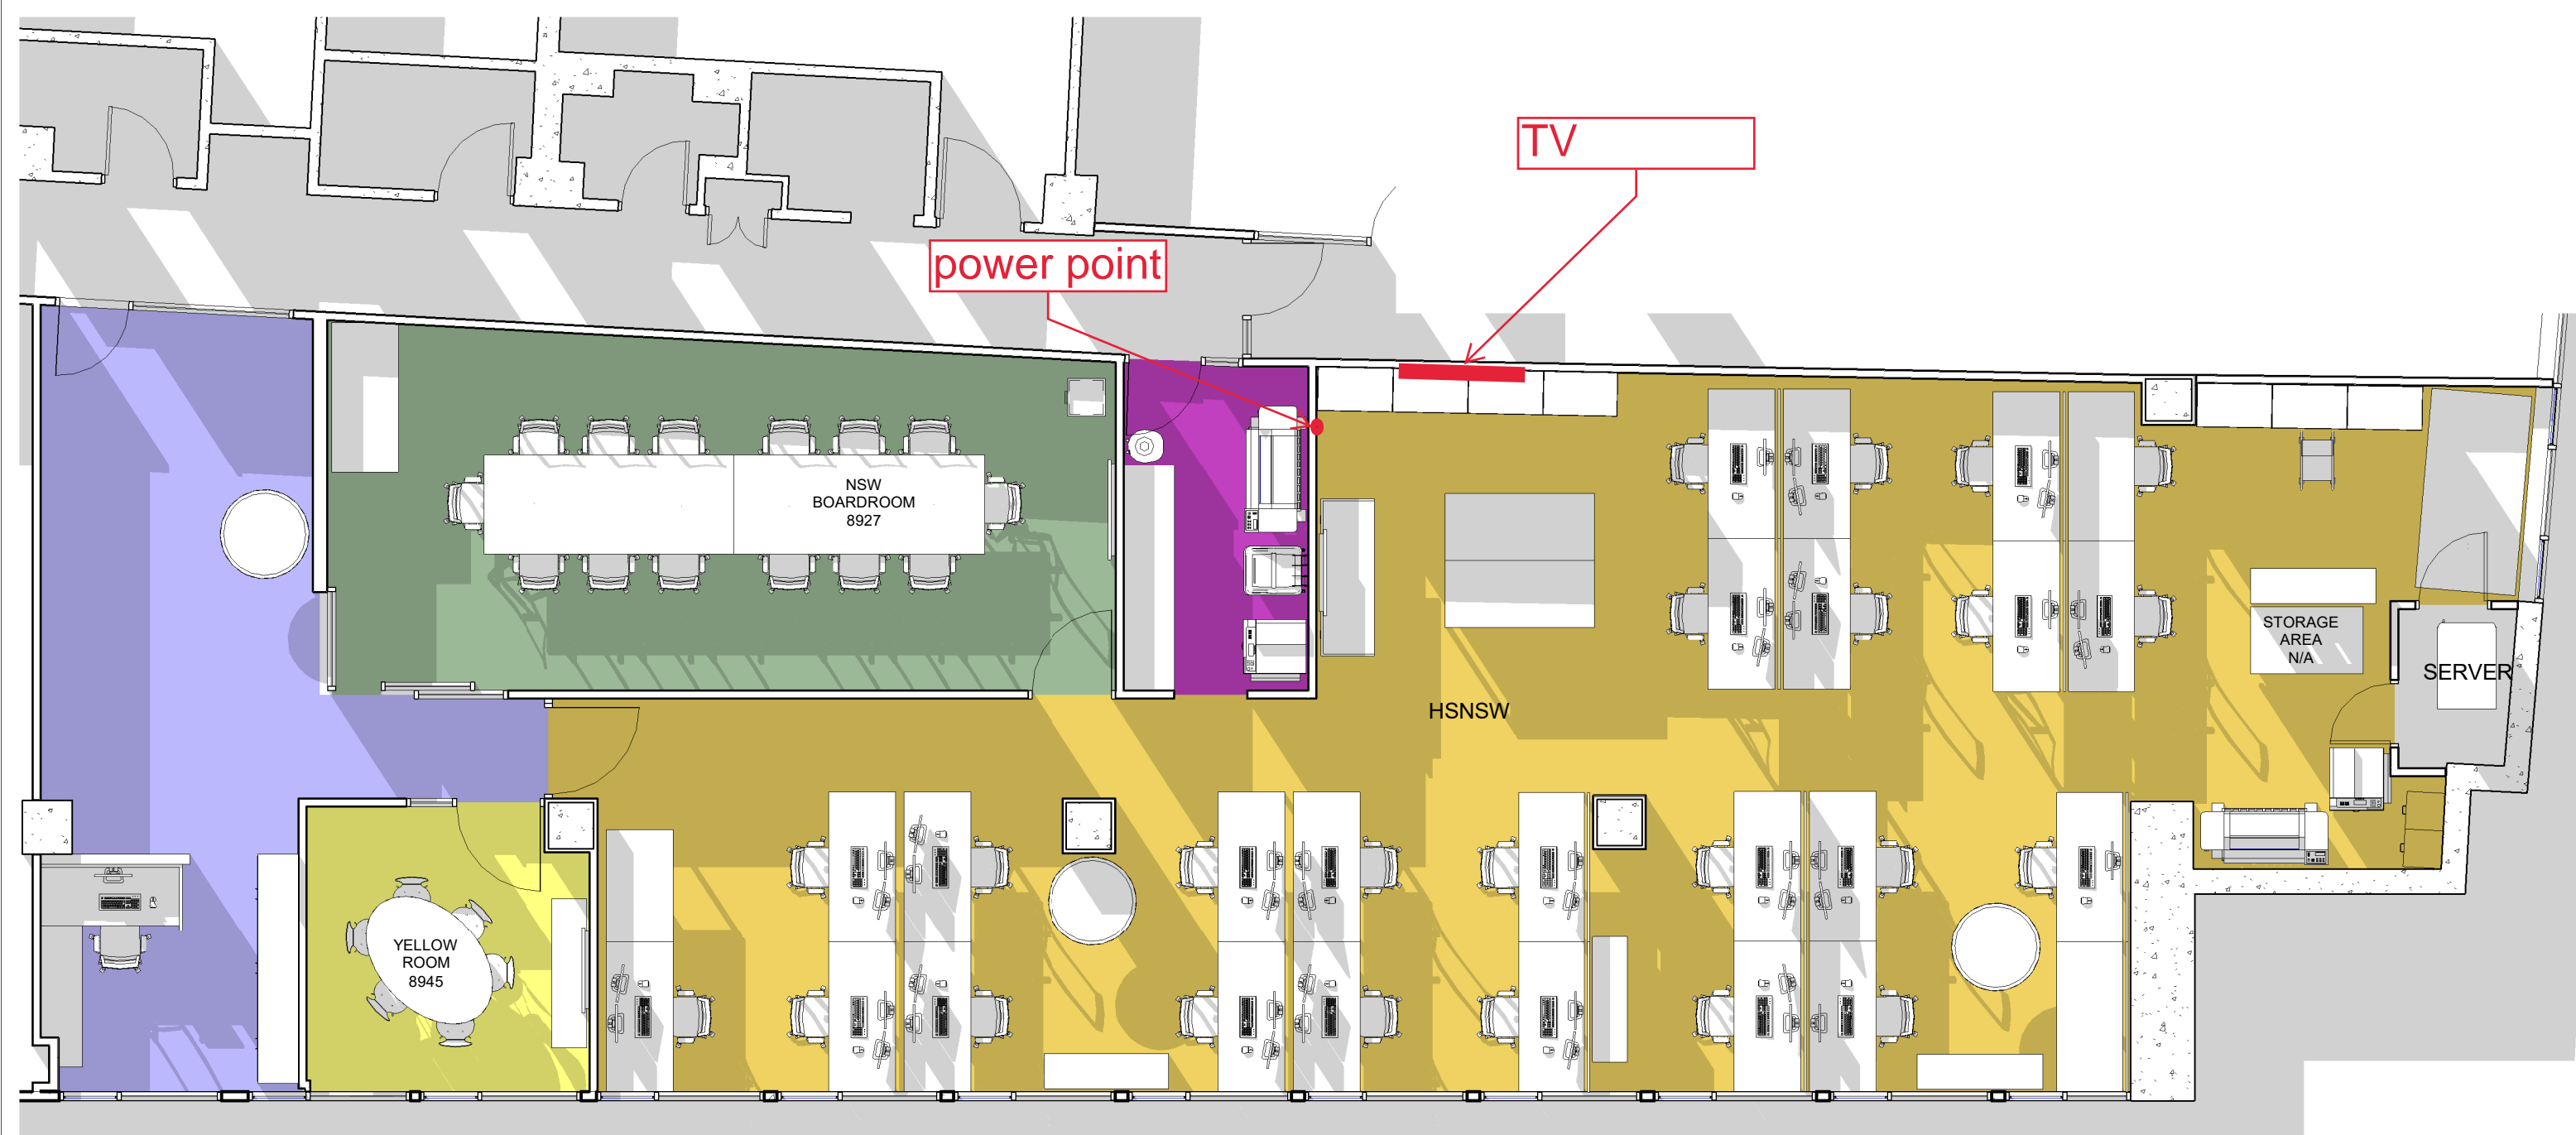 TV
power point
NSW
BOARDROOM
8927
STORAGE
AREA
N/A
SERVER
HSNSW
YELLOW
ROOM
8945